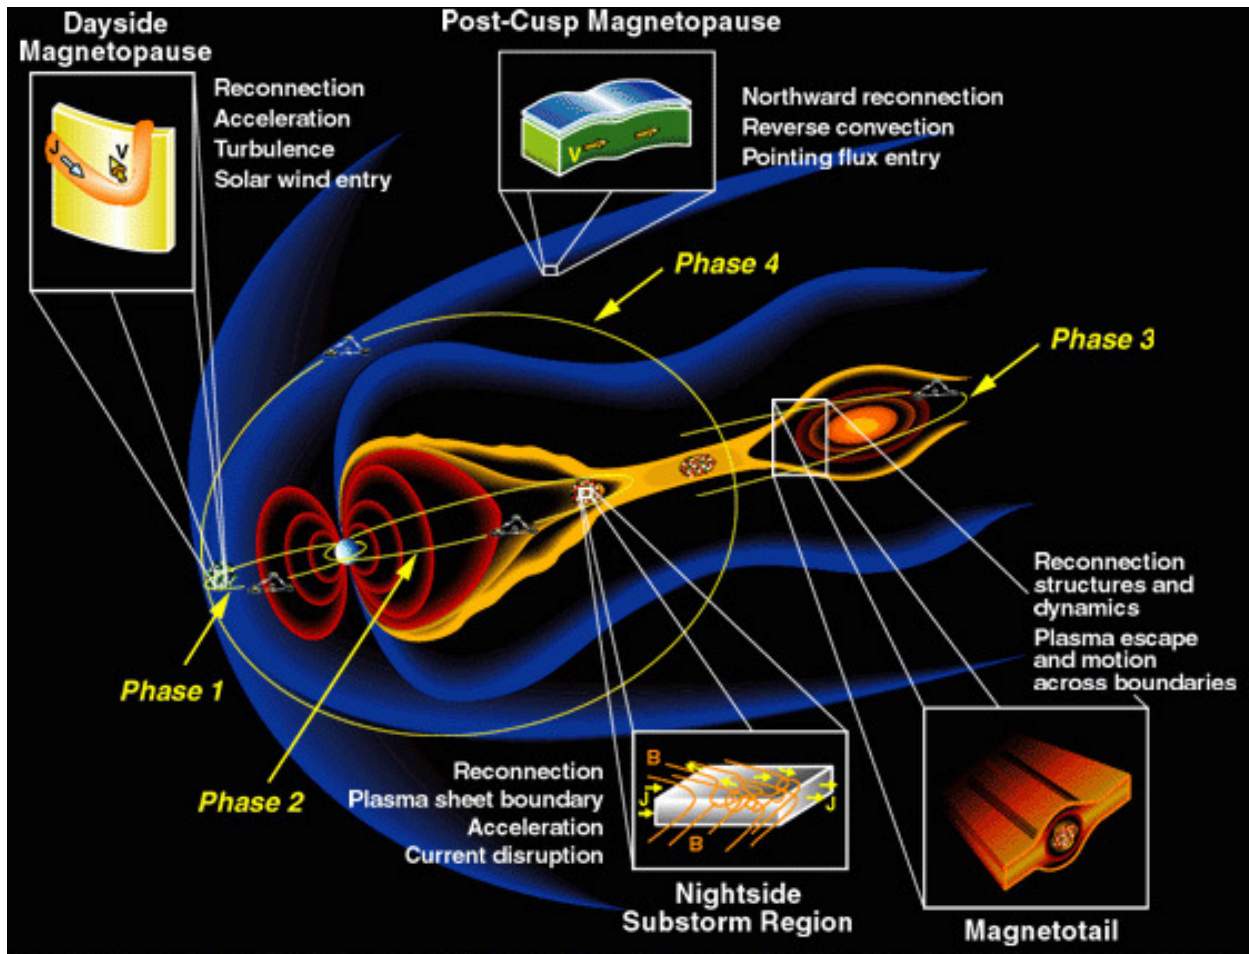 Dayside
Magnetopause
Reconnection
Acceleration
Turbulence
Solar wind entry
J
V
Post-Cusp Magnetopause
V
Northward reconnection
Reverse convection
Pointing flux entry
Phase 4
Phase 3
Phase 1
Phase 2
Reconnection
structures and
dynamics
Plasma escape
and motion
across boundaries
Reconnection
Plasma sheet boundary
Acceleration
Current disruption
B
J
J
B
Nightside
Substorm Region
Magnetotail